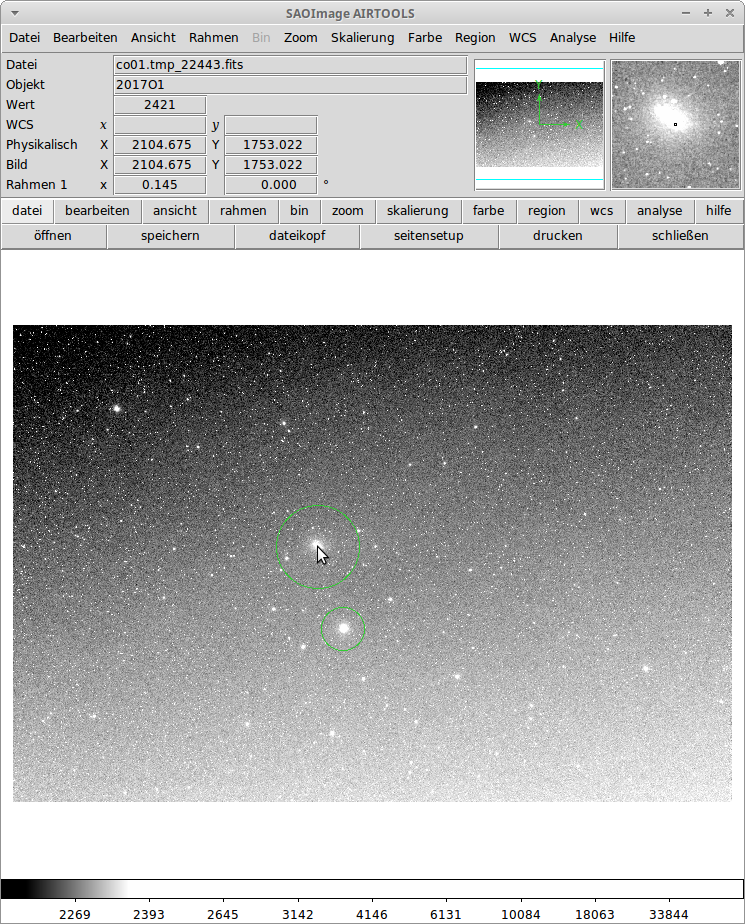 SAOImage AIRTOOLS
Datei Bearbeiten Ansicht Rahmen Bin Zoom Skalierung Farbe Region WCS Analyse Hilfe
Datei co01.tmp_22443.fits
Objekt 2017O1
Wert 2421
WCS x y
Physikalisch X 2104.675 Y 1753.022
Bild X 2104.675 Y 1753.022
Rahmen 1 x 0.145 0.000 °
Y
X
datei bearbeiten ansicht rahmen bin zoom skalierung farbe region wcs analyse hilfe
öffnen speichern dateikopf seitensetup drucken schließen
2269 2393 2645 3142 4146 6131 10084 18063 33844